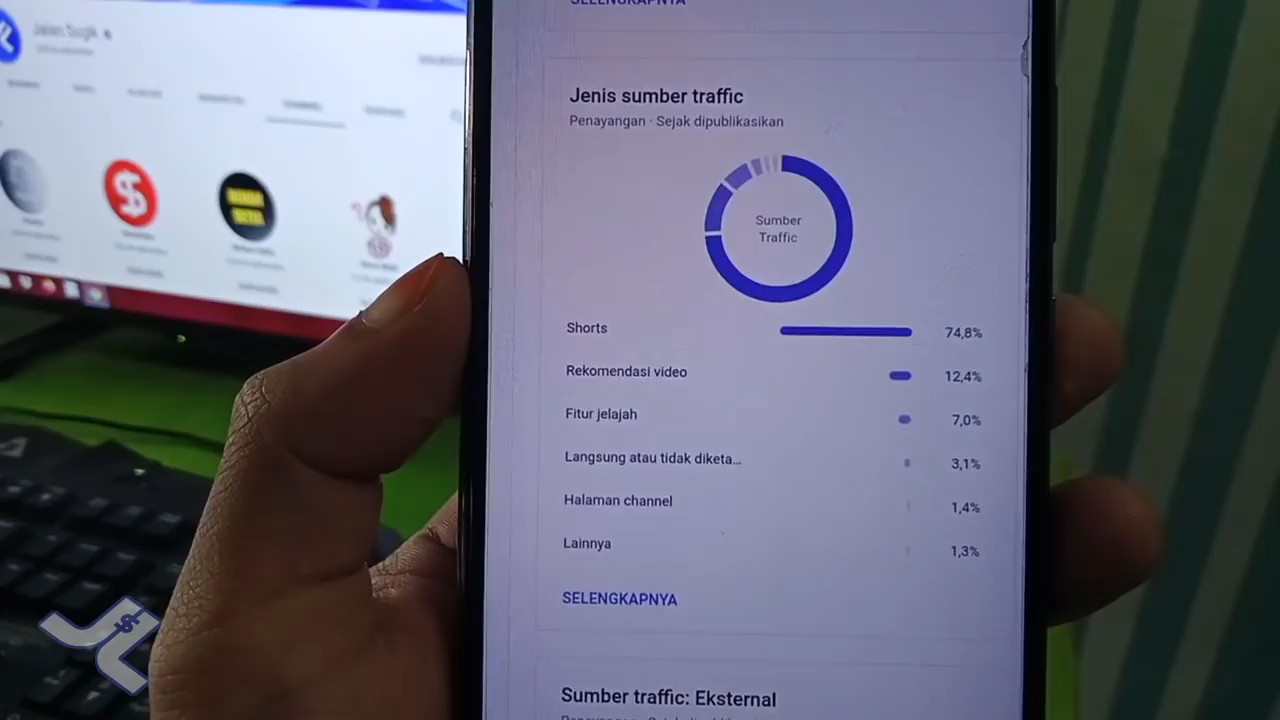 SELENGKAPNYA
Jenis sumber traffic
Penayangan · Sejak dipublikasikan
Sumber
Traffic
Shorts 74,8%
Rekomendasi video 12,4%
Fitur jelajah 7,0%
Langsung atau tidak diketa... 3,1%
Halaman channel 1,4%
Lainnya 1,3%
SELENGKAPNYA
Sumber traffic: Eksternal